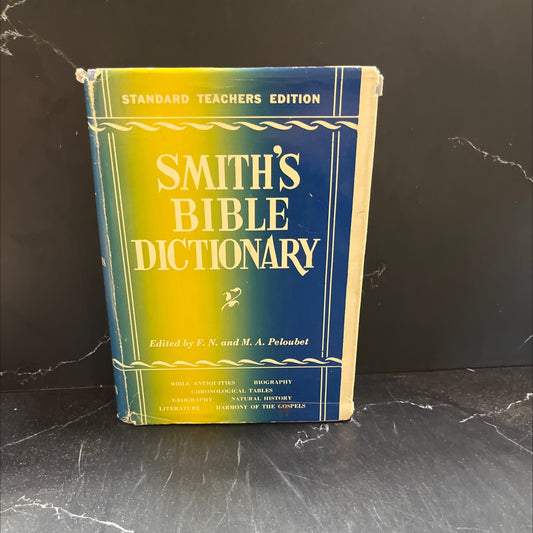 STANDARD TEACHERS EDITION
SMITH'S
BIBLE
DICTIONARY
Edited by F. N. and M. A. Peloubet
BIBLE ANTIQUITIES BIOGRAPHY
CHRONOLOGICAL TABLES
GEOGRAPHY NATURAL HISTORY
LITERATURE HARMONY OF THE GOSPELS